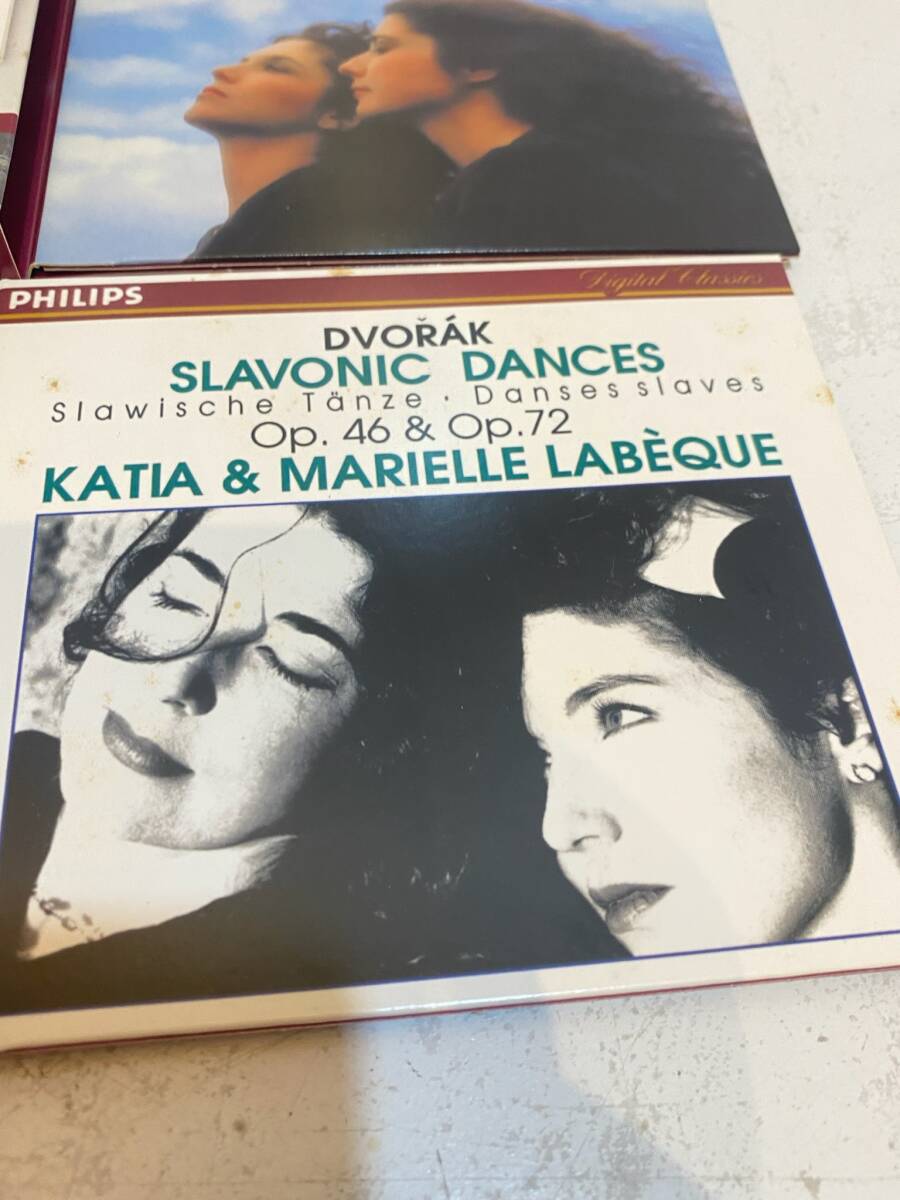 PHILIPS
Digital Classics
DVOŘÁK
SLAVONIC DANCES
Slawische Tänze · Danses slaves
Op. 46 & Op.72
KATIA & MARIELLE LABÈQUE